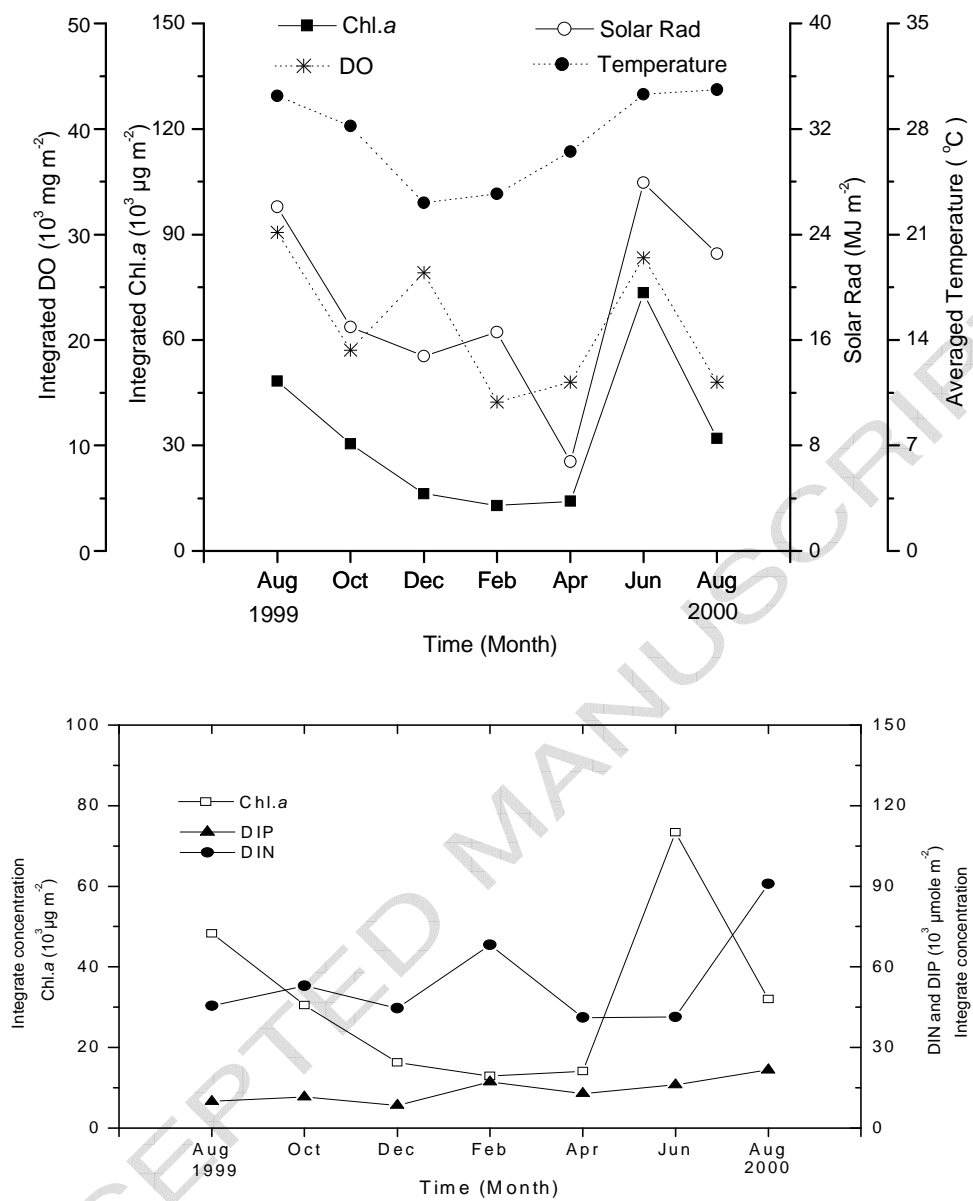 Chl.a
DO
Solar Rad
Temperature
Integrated DO (10³ mg m⁻²)
50
40
30
20
10
0
Integrated Chl.a (10³ µg m⁻²)
150
120
90
60
30
0
Solar Rad (MJ m⁻²)
40
32
24
16
8
0
Averaged Temperature ( °C )
35
28
21
14
7
0
Aug Oct Dec Feb Apr Jun Aug
1999 2000
Time (Month)
Integrate concentration
Chl.a (10³ µg m⁻²)
100
80
60
40
20
0
Chl.a
DIP
DIN
150
120
90
60
30
0
DIN and DIP (10³ µmole m⁻²)
Integrate concentration
Aug Oct Dec Feb Apr Jun Aug
1999 2000
Time (Month)
CEPTED MANUSCRIP